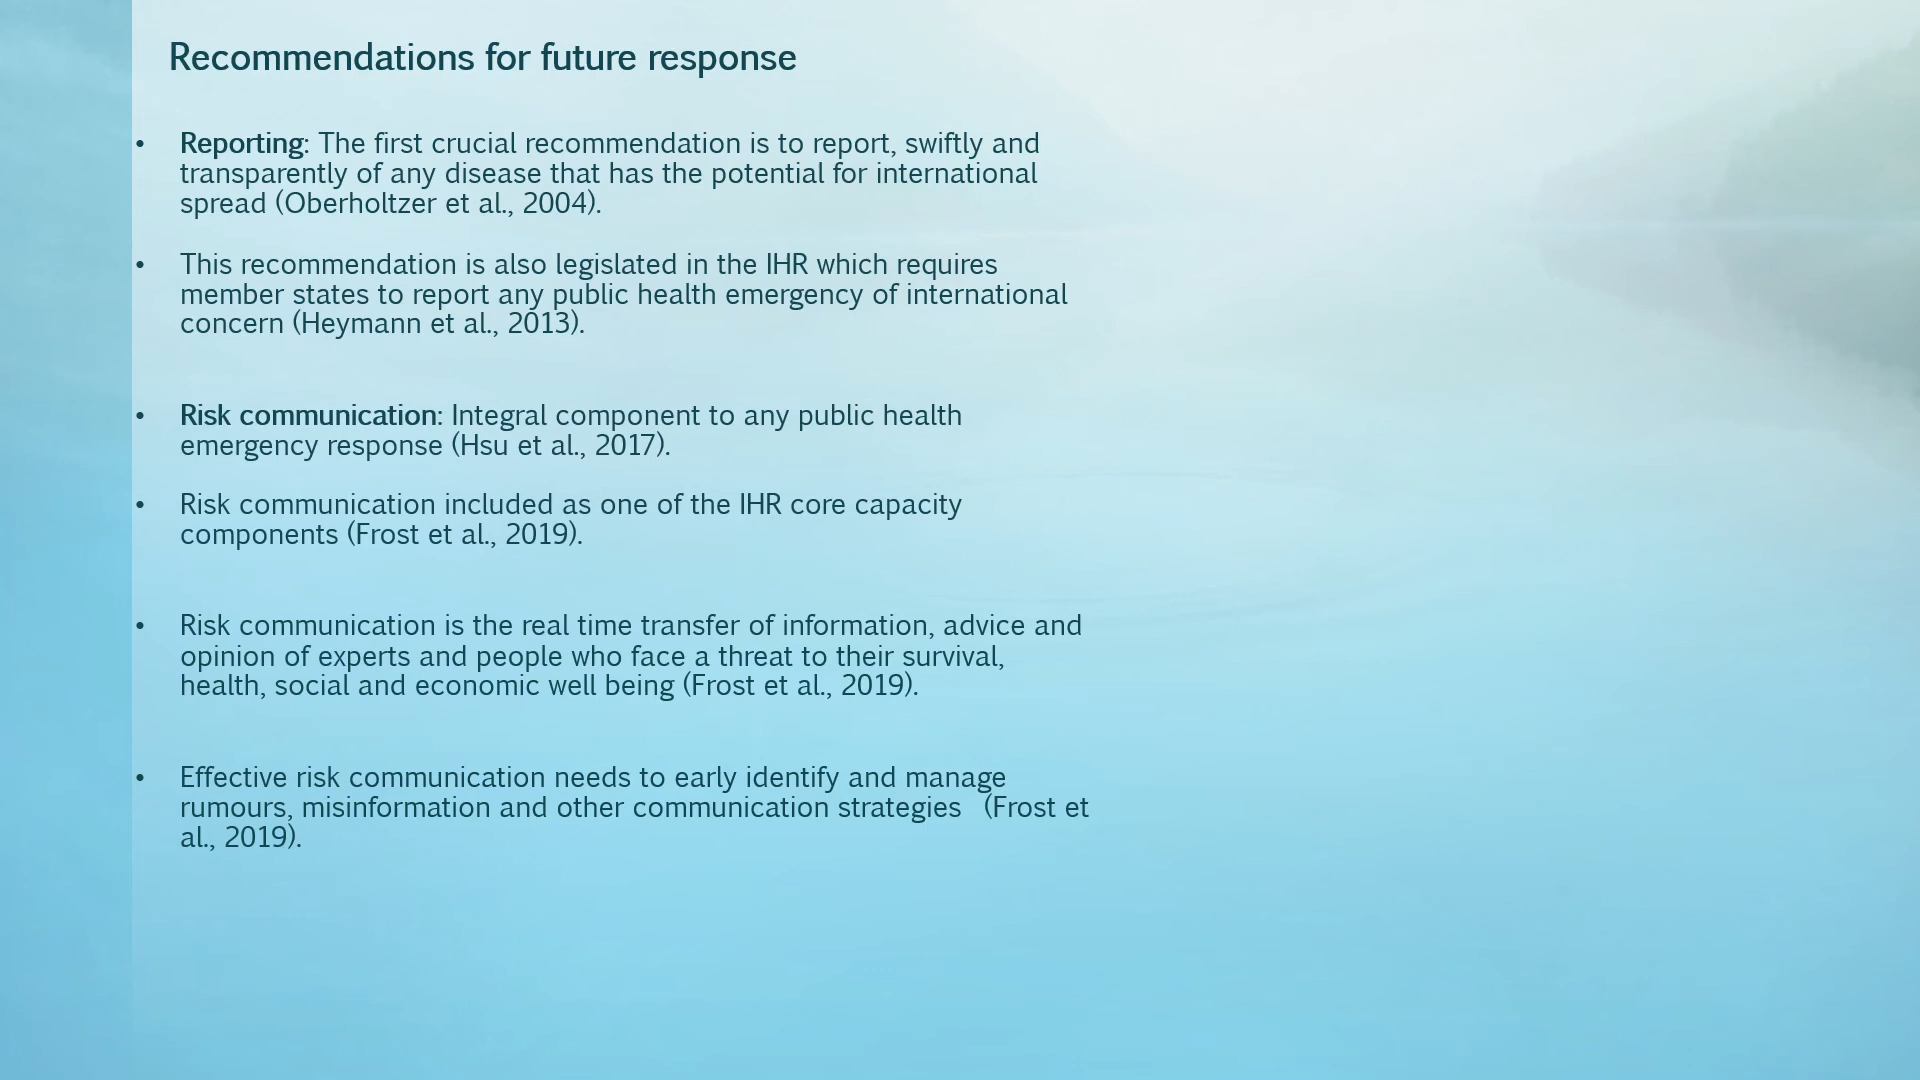 Recommendations for future response
• Reporting: The first crucial recommendation is to report, swiftly and
transparently of any disease that has the potential for international
spread (Oberholtzer et al., 2004).
• This recommendation is also legislated in the IHR which requires
member states to report any public health emergency of international
concern (Heymann et al., 2013).
• Risk communication: Integral component to any public health
emergency response (Hsu et al., 2017).
• Risk communication included as one of the IHR core capacity
components (Frost et al., 2019).
• Risk communication is the real time transfer of information, advice and
opinion of experts and people who face a threat to their survival,
health, social and economic well being (Frost et al., 2019).
• Effective risk communication needs to early identify and manage
rumours, misinformation and other communication strategies (Frost et
al., 2019).